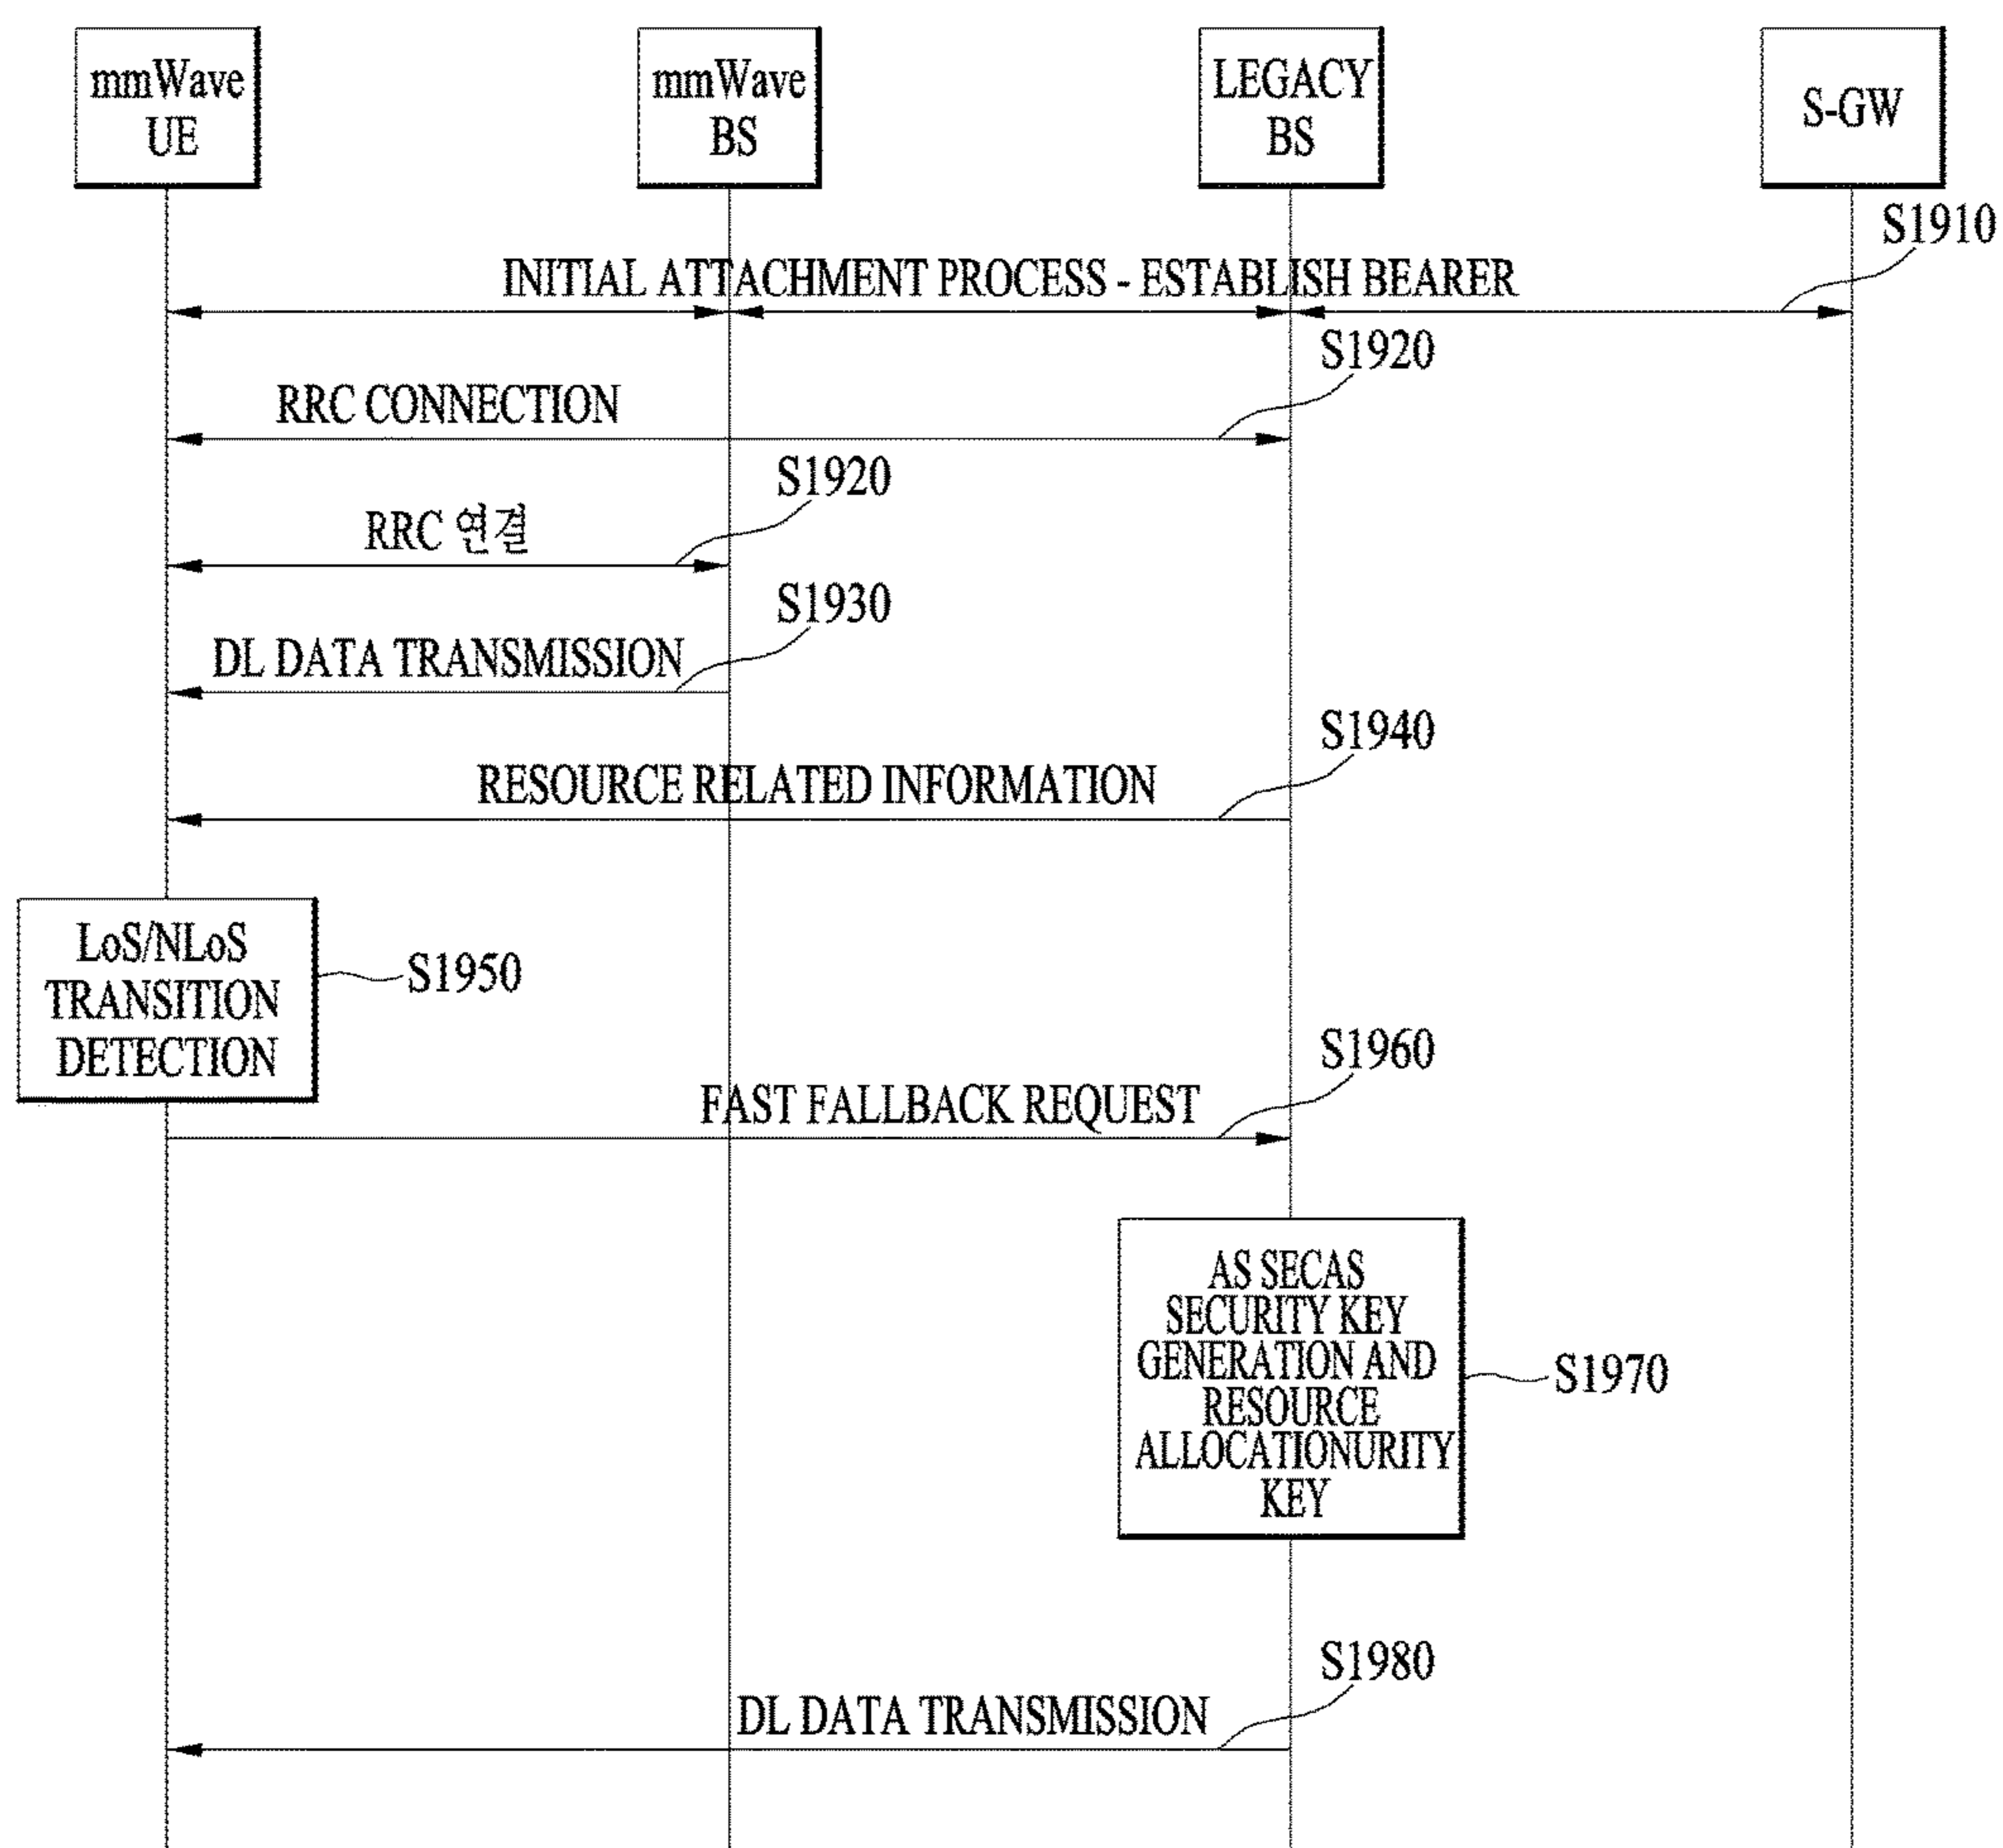 mmWave
UE
mmWave
BS
LEGACY
BS
S-GW
S1910
INITIAL ATTACHMENT PROCESS - ESTABLISH BEARER
S1920
RRC CONNECTION
S1920
RRC 연결
S1930
DL DATA TRANSMISSION
S1940
RESOURCE RELATED INFORMATION
LoS/NLoS
TRANSITION
DETECTION
S1950
S1960
FAST FALLBACK REQUEST
AS SECAS
SECURITY KEY
GENERATION AND
RESOURCE
ALLOCATIONURITY
KEY
S1970
S1980
DL DATA TRANSMISSION